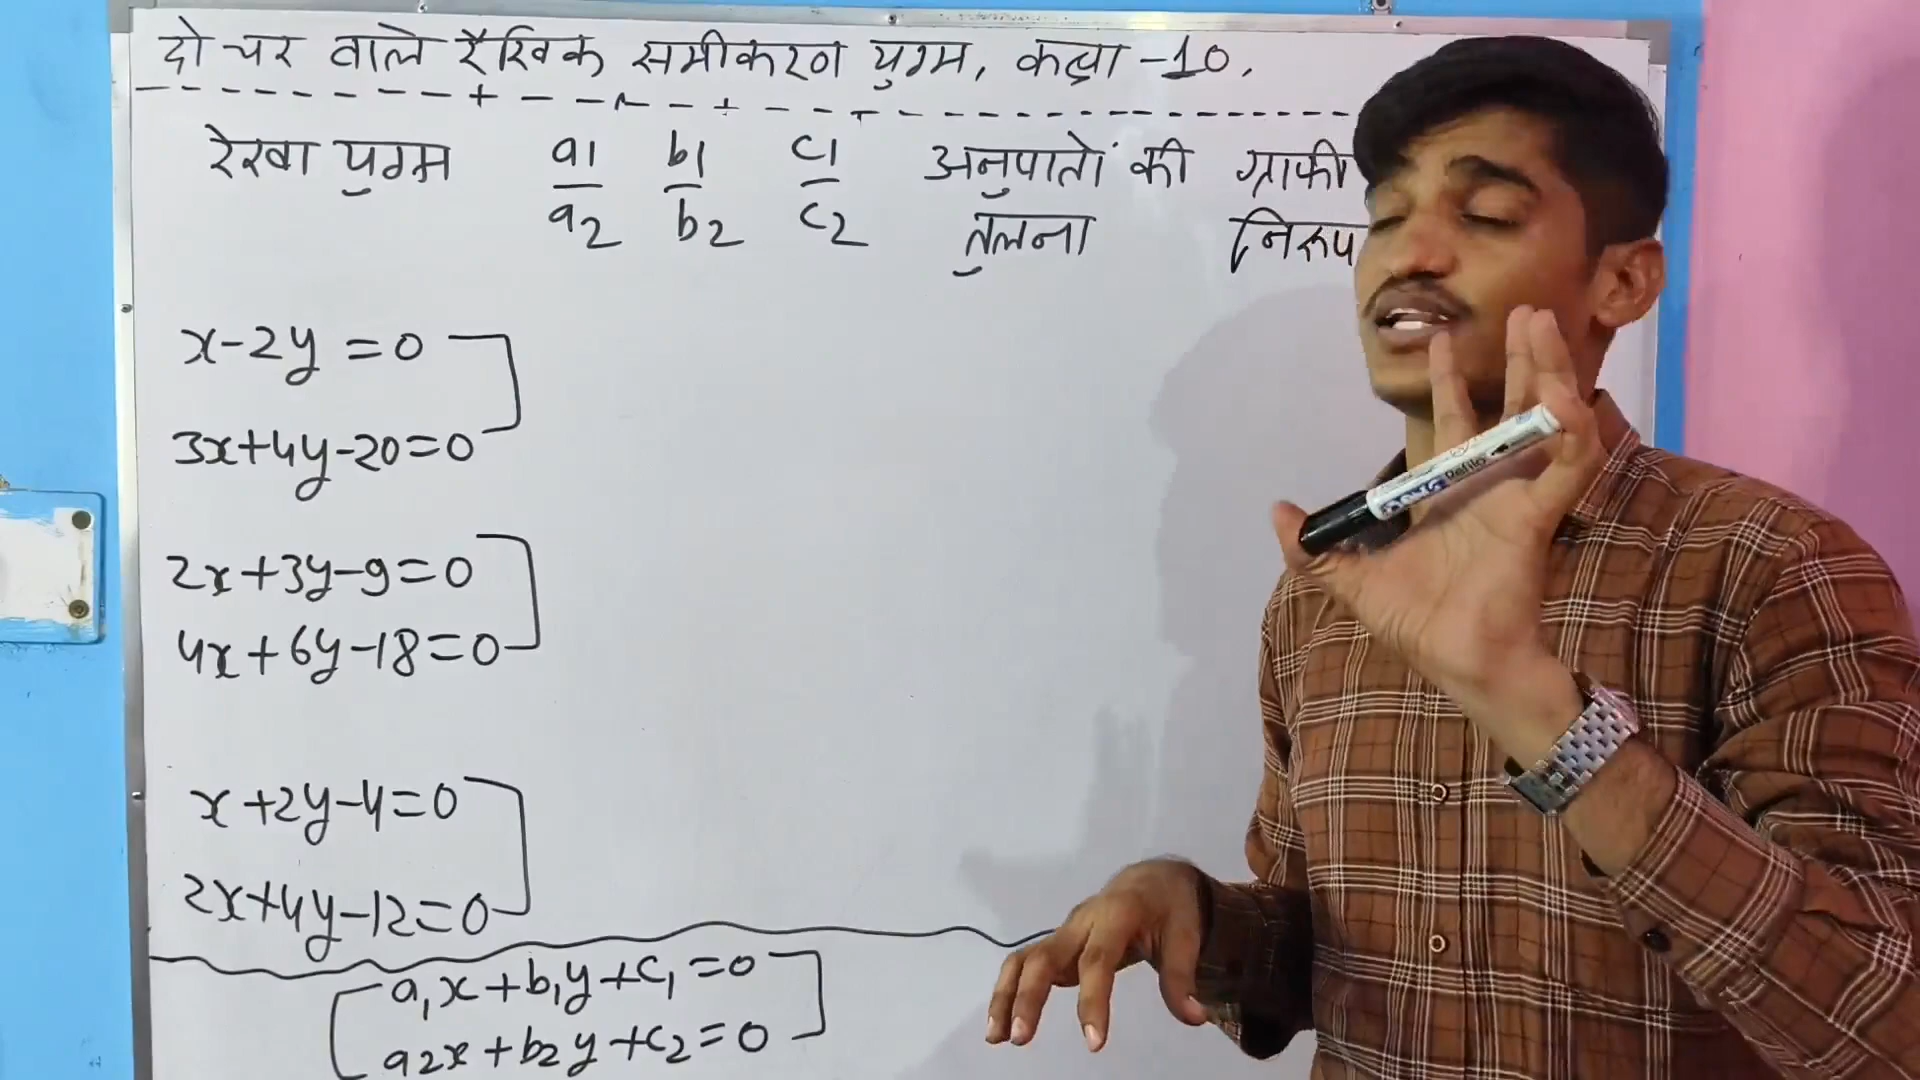 दो चर वाले रैखिक समीकरण युग्म, कक्षा -10.
रेखा युग्म a1/a2 b1/b2 c1/c2 अनुपातों की तुलना ग्राफी निरूप
x-2y=0
3x+4y-20=0
2x+3y-9=0
4x+6y-18=0
x+2y-4=0
2x+4y-12=0
a₁x+b₁y+c₁=0
a2x+b2y+c2=0